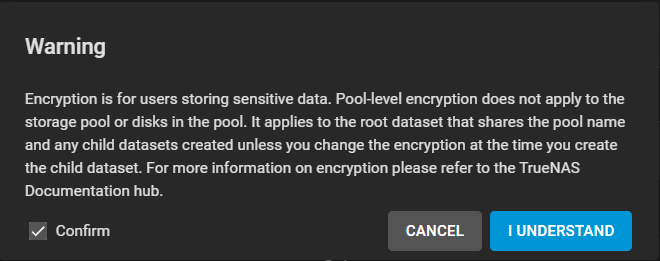 Warning
Encryption is for users storing sensitive data. Pool-level encryption does not apply to the
storage pool or disks in the pool. It applies to the root dataset that shares the pool name
and any child datasets created unless you change the encryption at the time you create
the child dataset. For more information on encryption please refer to the TrueNAS
Documentation hub.
Confirm
CANCEL
I UNDERSTAND